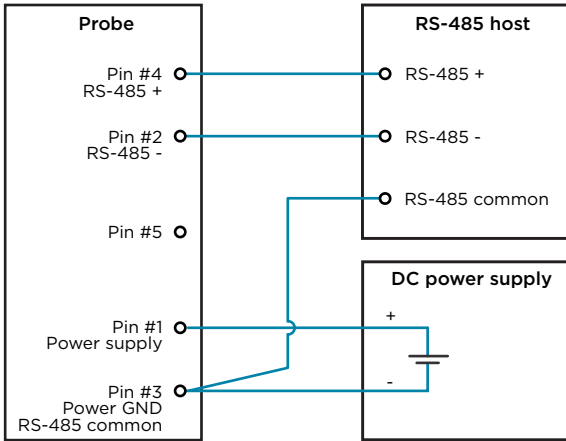 Probe
Pin #4
RS-485 +
Pin #2
RS-485 -
Pin #5
Pin #1
Power supply
Pin #3
Power GND
RS-485 common
RS-485 host
RS-485 +
RS-485 -
RS-485 common
DC power supply
+
-